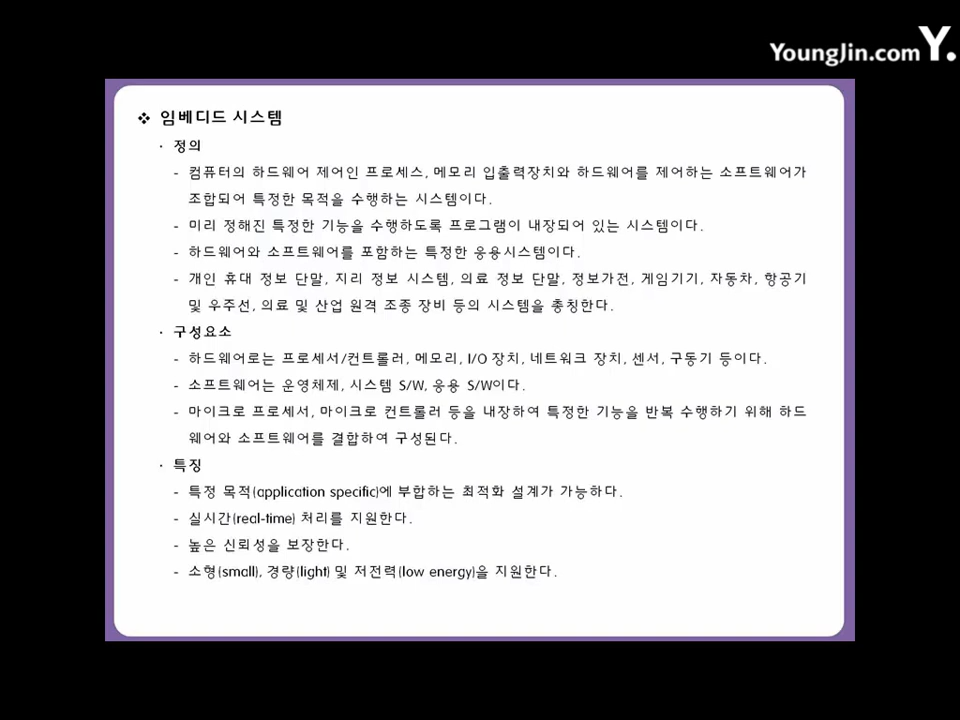 YoungJin.com Y.
❖ 임베디드 시스템
· 정의
- 컴퓨터의 하드웨어 제어인 프로세스, 메모리 입출력장치와 하드웨어를 제어하는 소프트웨어가
조합되어 특정한 목적을 수행하는 시스템이다.
- 미리 정해진 특정한 기능을 수행하도록 프로그램이 내장되어 있는 시스템이다.
- 하드웨어와 소프트웨어를 포함하는 특정한 응용시스템이다.
- 개인 휴대 정보 단말, 지리 정보 시스템, 의료 정보 단말, 정보가전, 게임기기, 자동차, 항공기
및 우주선, 의료 및 산업 원격 조종 장비 등의 시스템을 총칭한다.
· 구성요소
- 하드웨어로는 프로세서/컨트롤러, 메모리, I/O 장치, 네트워크 장치, 센서, 구동기 등이다.
- 소프트웨어는 운영체제, 시스템 S/W, 응용 S/W이다.
- 마이크로 프로세서, 마이크로 컨트롤러 등을 내장하여 특정한 기능을 반복 수행하기 위해 하드
웨어와 소프트웨어를 결합하여 구성된다.
· 특징
- 특정 목적(application specific)에 부합하는 최적화 설계가 가능하다.
- 실시간(real-time) 처리를 지원한다.
- 높은 신뢰성을 보장한다.
- 소형(small), 경량(light) 및 저전력(low energy)을 지원한다.